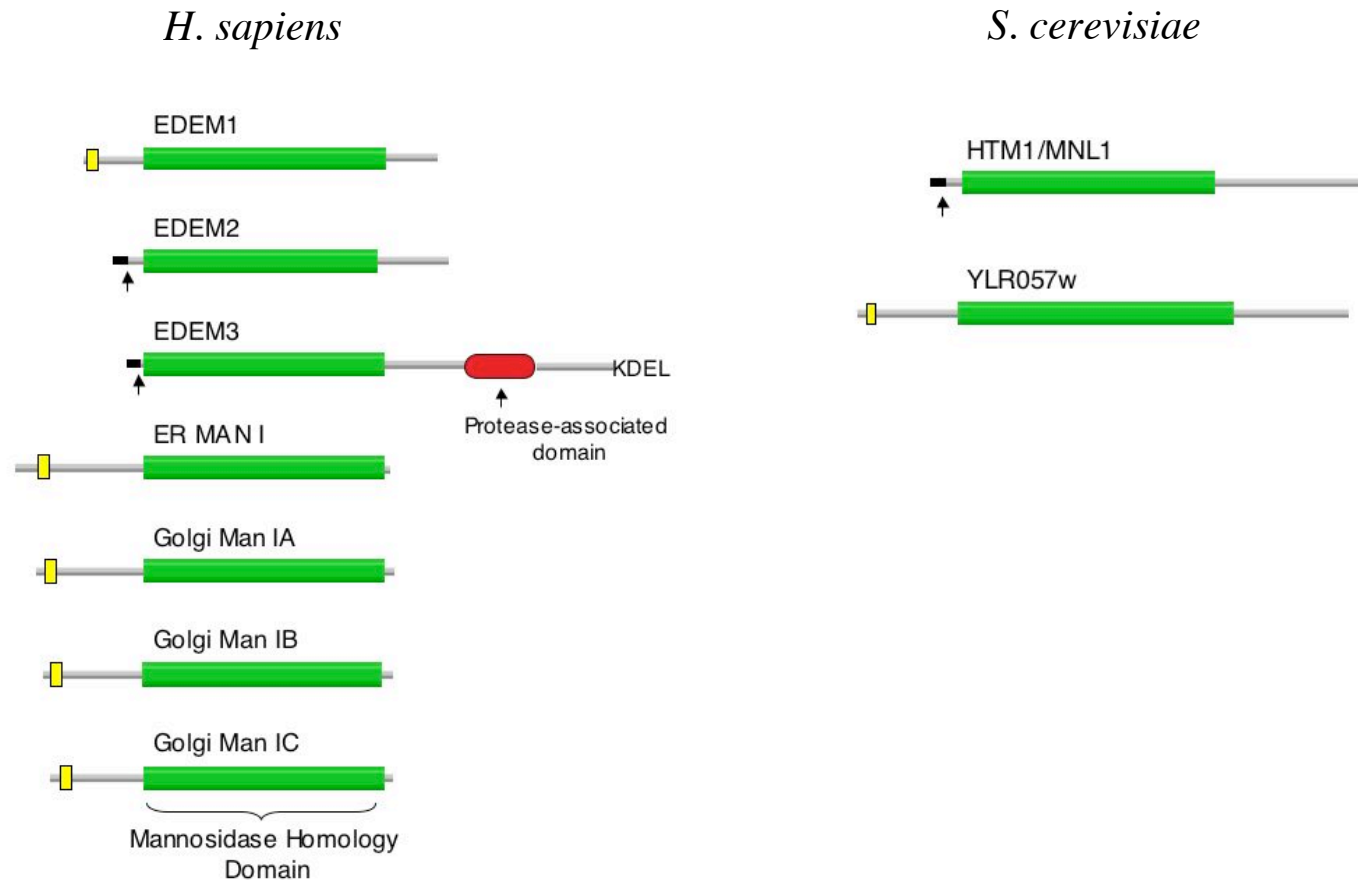 H. sapiens
EDEM1
EDEM2
EDEM3
KDEL
Protease-associated
domain
ER MAN I
Golgi Man IA
Golgi Man IB
Golgi Man IC
Mannosidase Homology
Domain
S. cerevisiae
HTM1/MNL1
YLR057w